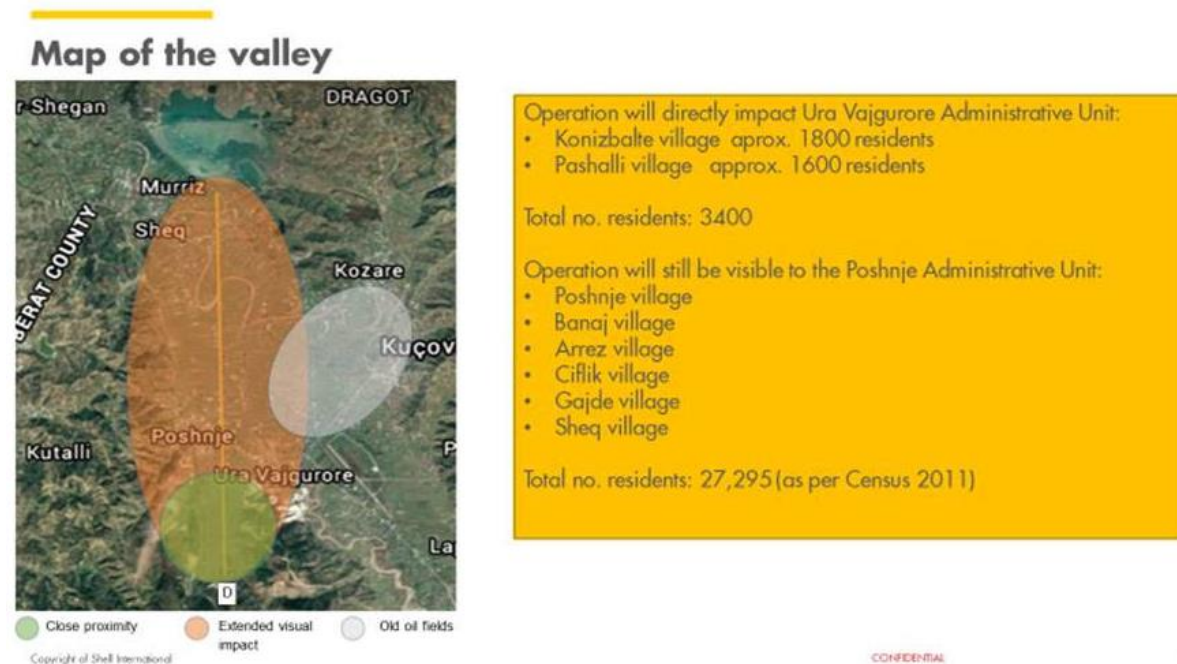 Map of the valley
r Shegan
DRAGOT
Murriz
Sheq
BERAT COUNTY
Kozare
Kuçov
Poshnje
Kutalli
P
Ura Vajgurore
La
D
Close proximity
Extended visual
impact
Old oil fields
Operation will directly impact Ura Vajgurore Administrative Unit:
• Konizbalte village aprox. 1800 residents
• Pashalli village approx. 1600 residents
Total no. residents: 3400
Operation will still be visible to the Poshnje Administrative Unit:
• Poshnje village
• Banaj village
• Arrez village
• Ciflik village
• Gajde village
• Sheq village
Total no. residents: 27,295 (as per Census 2011)
Copyright of Shell International
CONFIDENTIAL